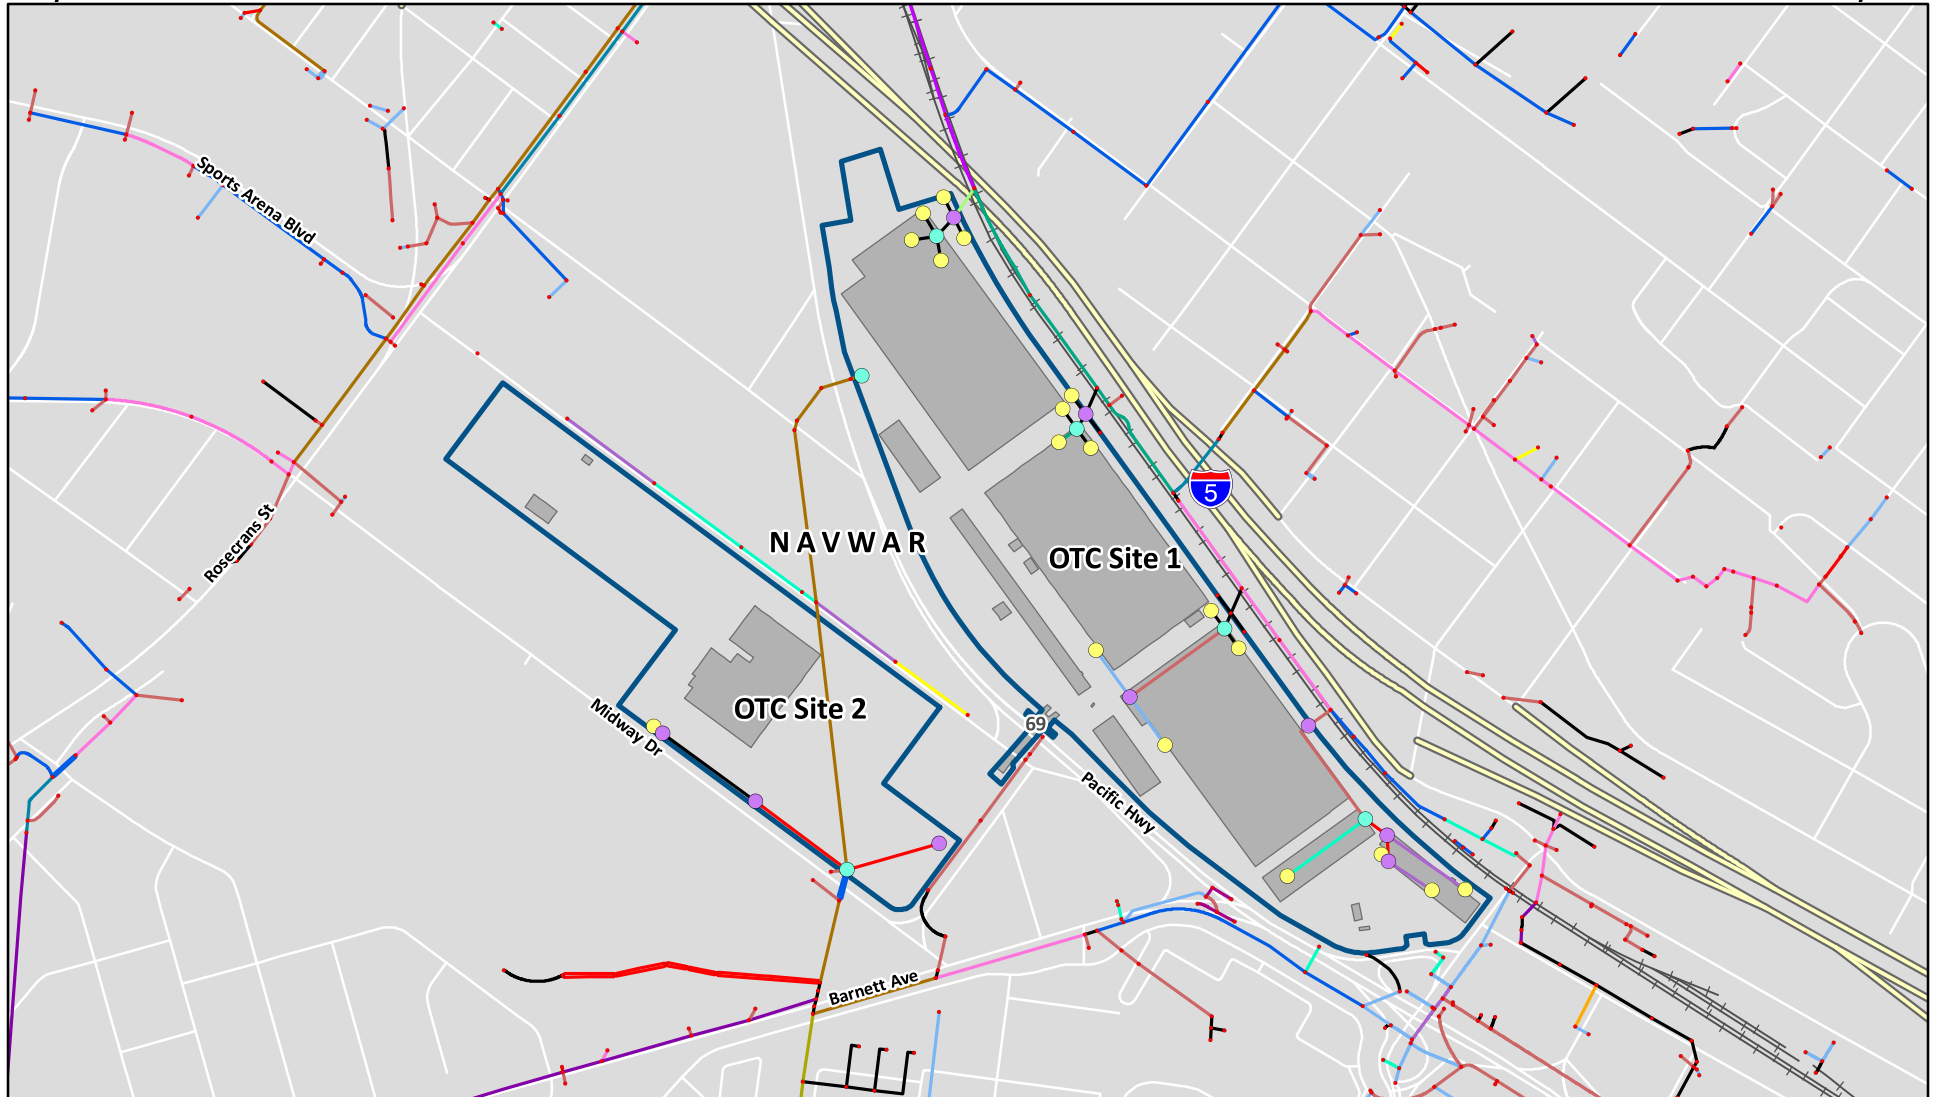 Sports Arena Blvd
Rosecrans St
5
NAVWAR
OTC Site 1
OTC Site 2
69
Midway Dr
Pacific Hwy
Barnett Ave